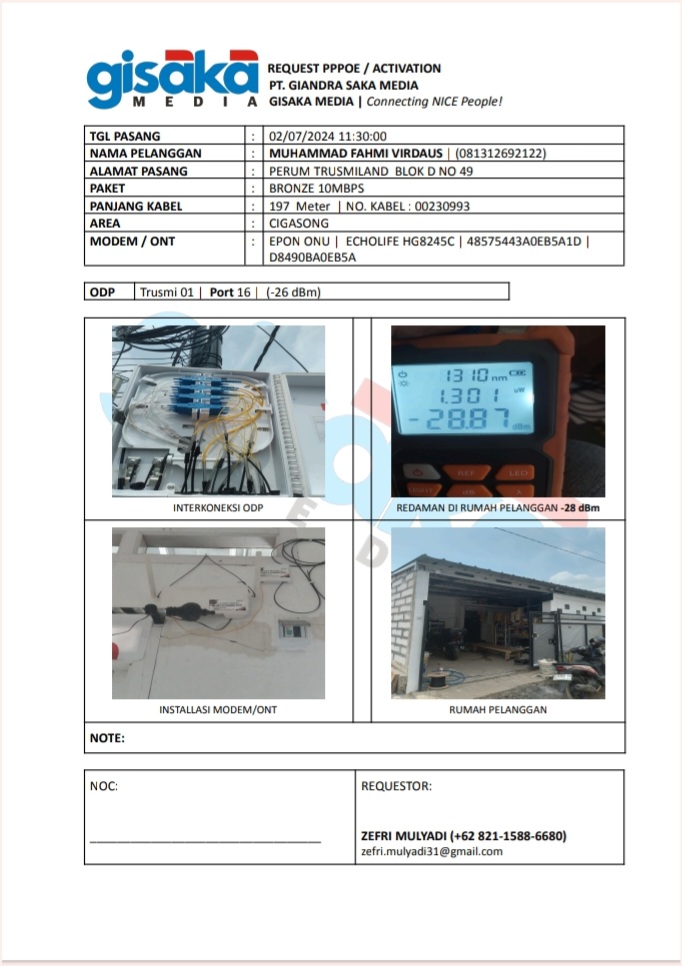 gisaka
MEDIA
REQUEST PPPOE / ACTIVATION
PT. GIANDRA SAKA MEDIA
GISAKA MEDIA | Connecting NICE People!
TGL PASANG : 02/07/2024 11:30:00
NAMA PELANGGAN : MUHAMMAD FAHMI VIRDAUS | (081312692122)
ALAMAT PASANG : PERUM TRUSMILAND BLOK D NO 49
PAKET : BRONZE 10MBPS
PANJANG KABEL : 197 Meter | NO. KABEL : 00230993
AREA : CIGASONG
MODEM / ONT : EPON ONU | ECHOLIFE HG8245C | 48575443A0EB5A1D |
D8490BA0EB5A
ODP Trusmi 01 | Port 16 | (-26 dBm)
1310 nm
1.301 uW
-28.87 dBm
REF LED
dB λ
INTERKONEKSI ODP
REDAMAN DI RUMAH PELANGGAN -28 dBm
INSTALLASI MODEM/ONT
RUMAH PELANGGAN
NOTE:
NOC:
REQUESTOR:
ZEFRI MULYADI (+62 821-1588-6680)
zefri.mulyadi31@gmail.com